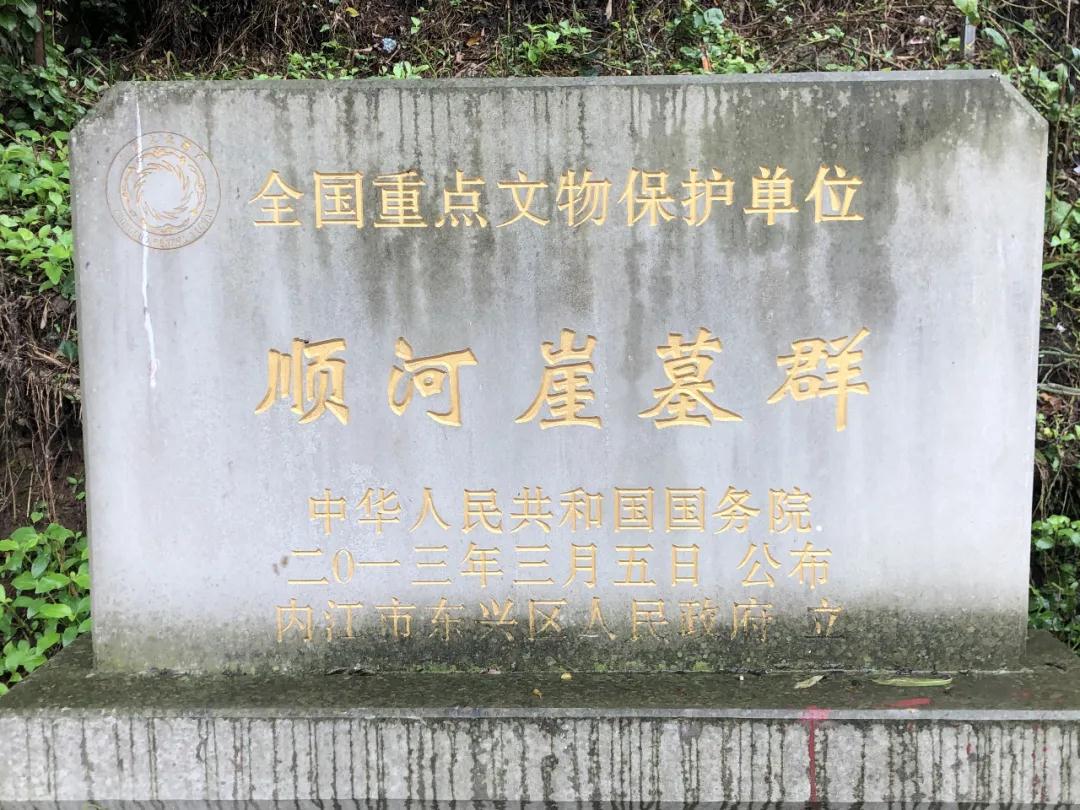 全国重点文物保护单位
顺河崖墓群
中华人民共和国国务院
二〇一三年三月五日 公布
内江市东兴区人民政府 立